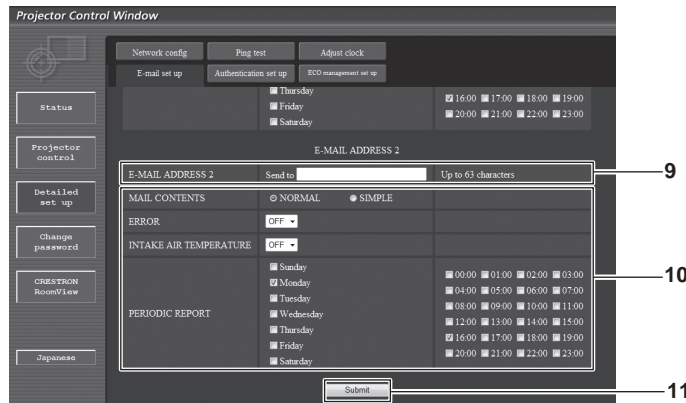 Projector Control Window
Network config Ping test Adjust clock
E-mail set up Authentication set up ECO management set up
Status
Projector control
Detailed set up
Change password
CRESTRON RoomView
Japanese
Thursday
Friday
Saturday
16:00 17:00 18:00 19:00
20:00 21:00 22:00 23:00
E-MAIL ADDRESS 2
E-MAIL ADDRESS 2 Send to Up to 63 characters
9
MAIL CONTENTS NORMAL SIMPLE
ERROR OFF
INTAKE AIR TEMPERATURE OFF
PERIODIC REPORT
Sunday
Monday
Tuesday
Wednesday
Thursday
Friday
Saturday
00:00 01:00 02:00 03:00
04:00 05:00 06:00 07:00
08:00 09:00 10:00 11:00
12:00 13:00 14:00 15:00
16:00 17:00 18:00 19:00
20:00 21:00 22:00 23:00
10
Submit
11